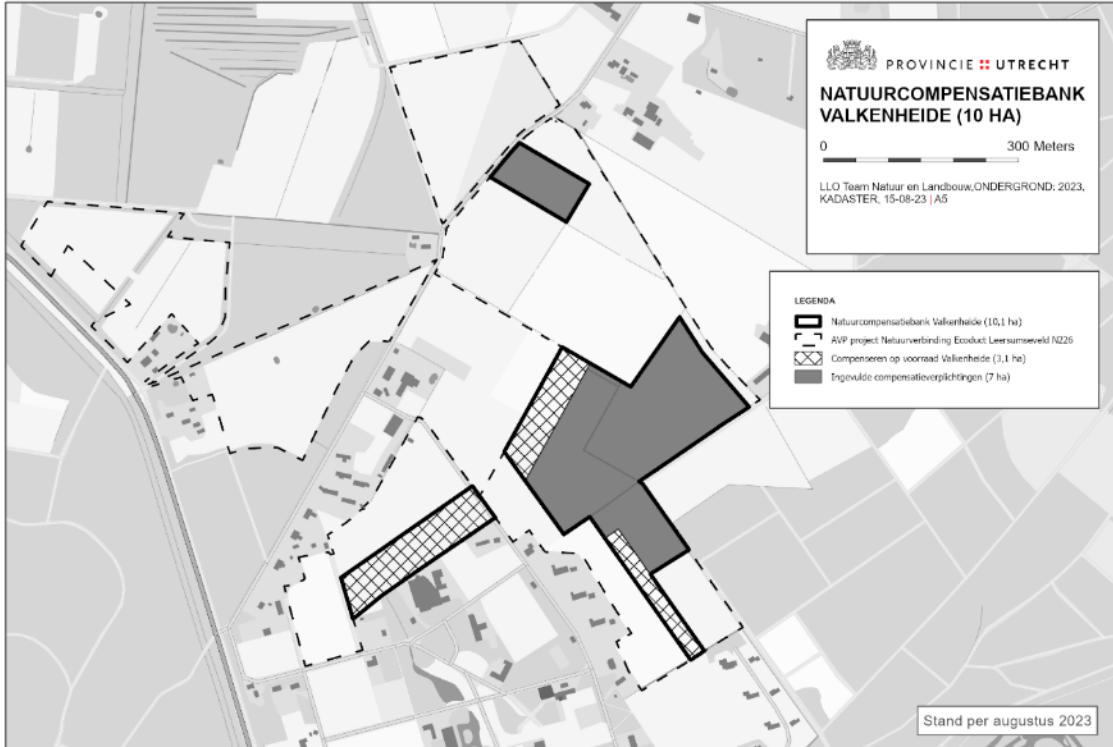 PROVINCIE :: UTRECHT
NATUURCOMPENSATIEBANK
VALKENHEIDE (10 HA)
0 300 Meters
LLO Team Natuur en Landbouw,ONDERGROND: 2023,
KADASTER, 15-08-23 | A5
LEGENDA
Natuurcompensatiebank Valkenheide (10,1 ha)
AVP project Natuurverbinding Ecoduct Leersumseveld N226
Compenseren op voorraad Valkenheide (3,1 ha)
Ingevulde compensatieverplichtingen (7 ha)
Stand per augustus 2023